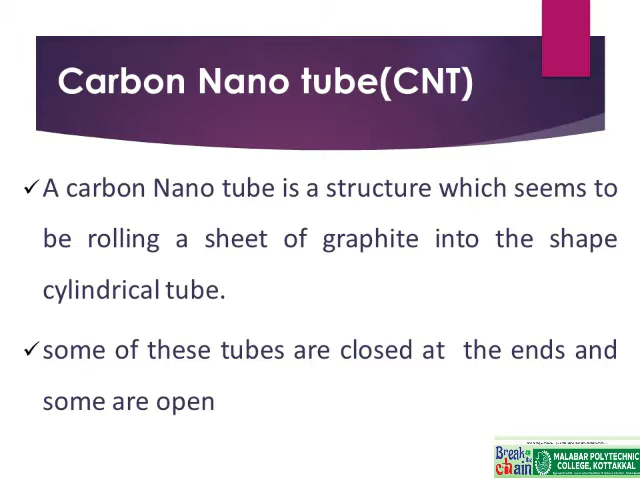 Carbon Nano tube(CNT)
✓A carbon Nano tube is a structure which seems to
be rolling a sheet of graphite into the shape
cylindrical tube.
✓some of these tubes are closed at the ends and
some are open
Break the chain
MALABAR POLYTECHNIC
COLLEGE, KOTTAKKAL